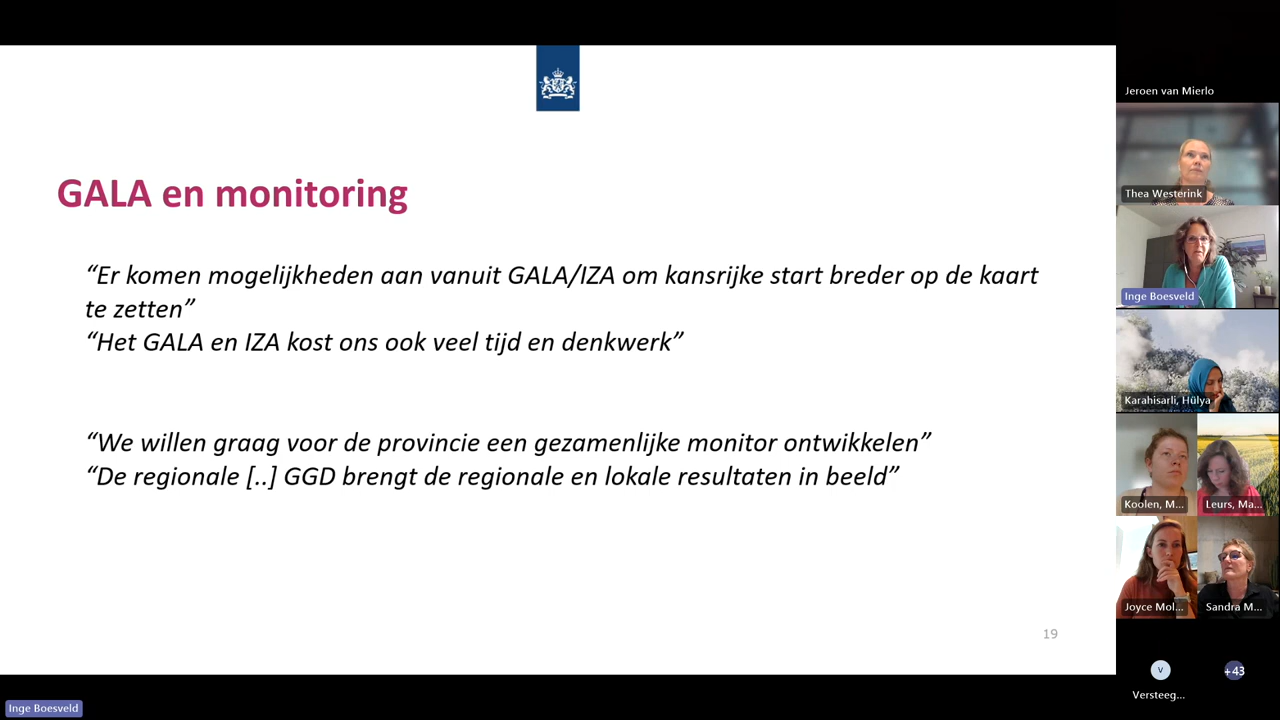 GALA en monitoring
“Er komen mogelijkheden aan vanuit GALA/IZA om kansrijke start breder op de kaart
te zetten”
“Het GALA en IZA kost ons ook veel tijd en denkwerk”
“We willen graag voor de provincie een gezamenlijke monitor ontwikkelen”
“De regionale [..] GGD brengt de regionale en lokale resultaten in beeld”
19
Inge Boesveld
Jeroen van Mierlo
Thea Westerink
Inge Boesveld
Karahisarli, Hülya
Koolen, M...
Leurs, Ma...
Joyce Mol...
Sandra M...
V
+43
Versteeg...